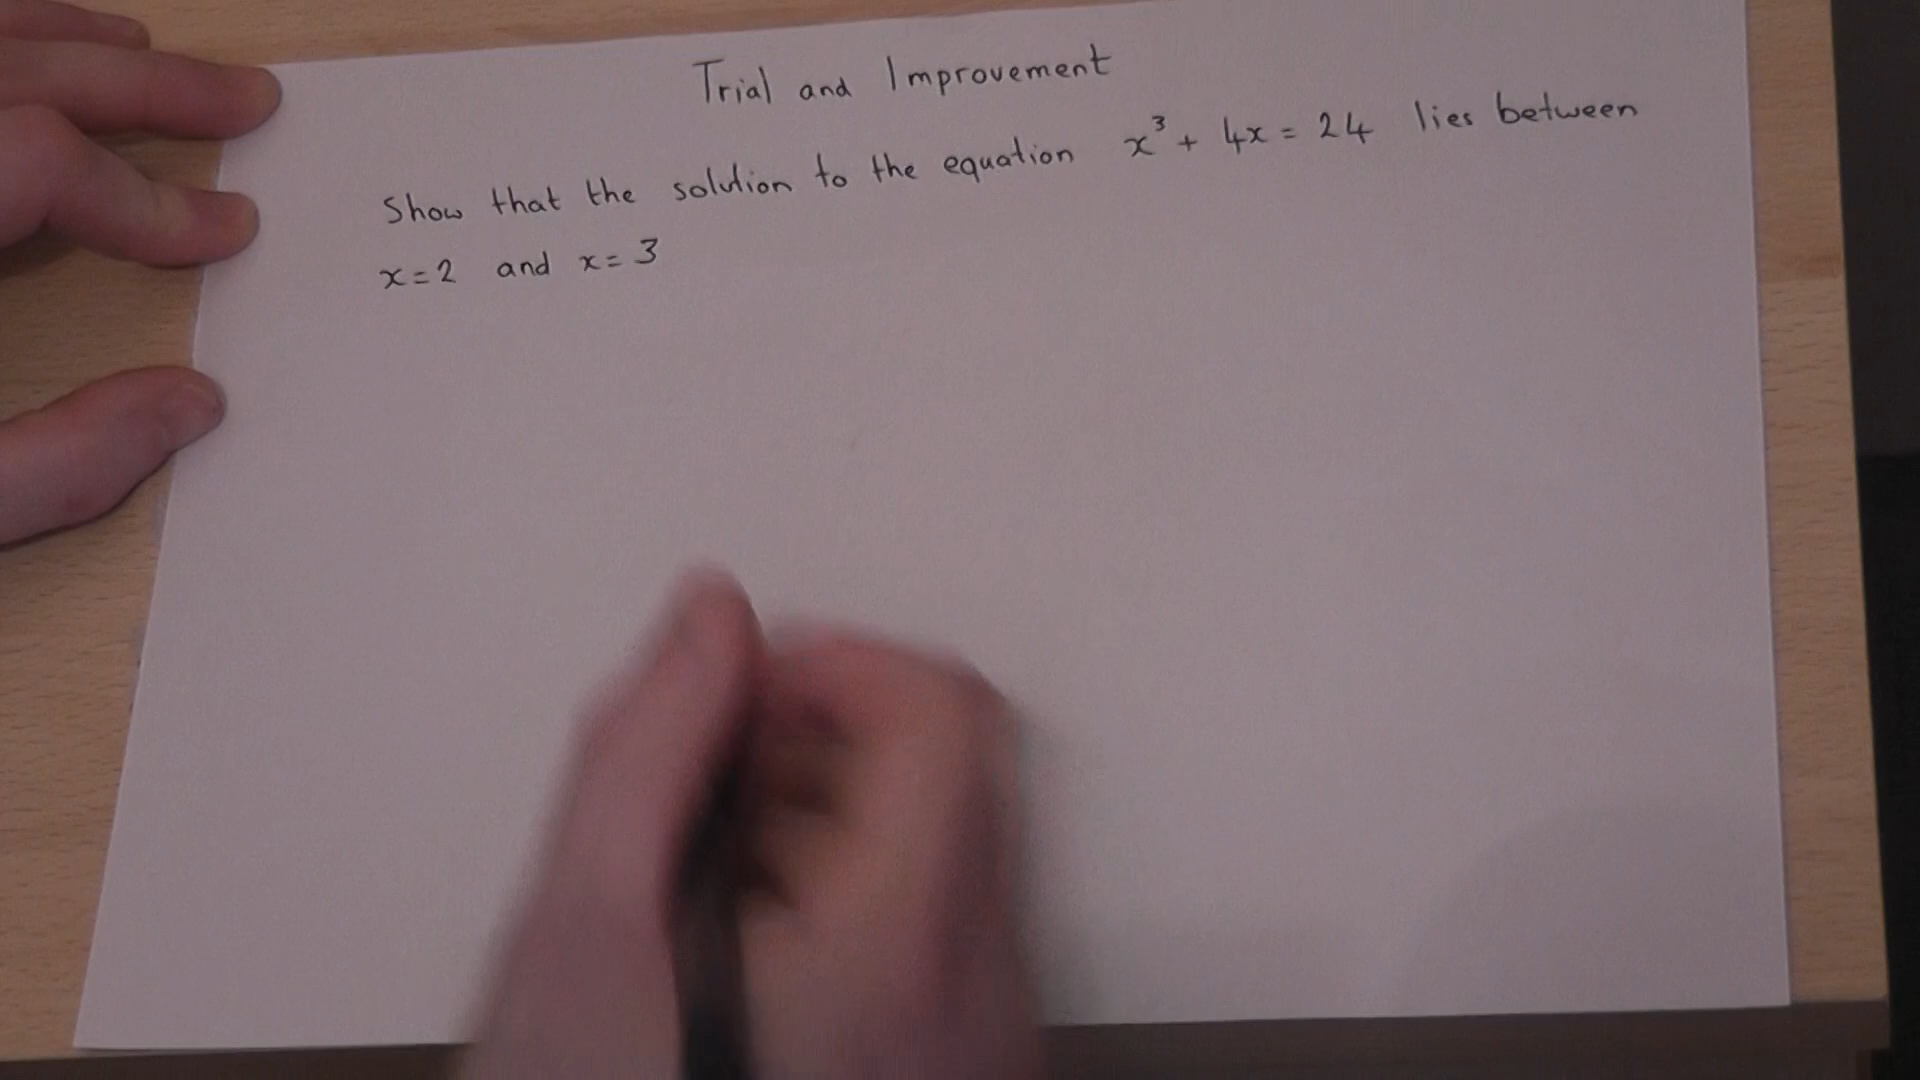 Trial and Improvement
Show that the solution to the equation x³ + 4x = 24 lies between
x=2 and x=3